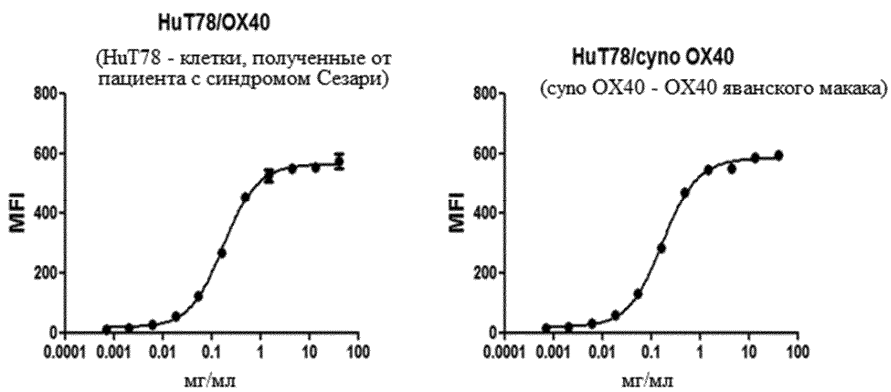 HuT78/OX40
(HuT78 - клетки, полученные от
пациента с синдромом Сезари)
800
600
400
200
0
MFI
0.0001 0.001 0.01 0.1 1 10 100
мг/мл
HuT78/cyno OX40
(cyno OX40 - OX40 яванского макака)
800
600
400
200
0
MFI
0.0001 0.001 0.01 0.1 1 10 100
мг/мл